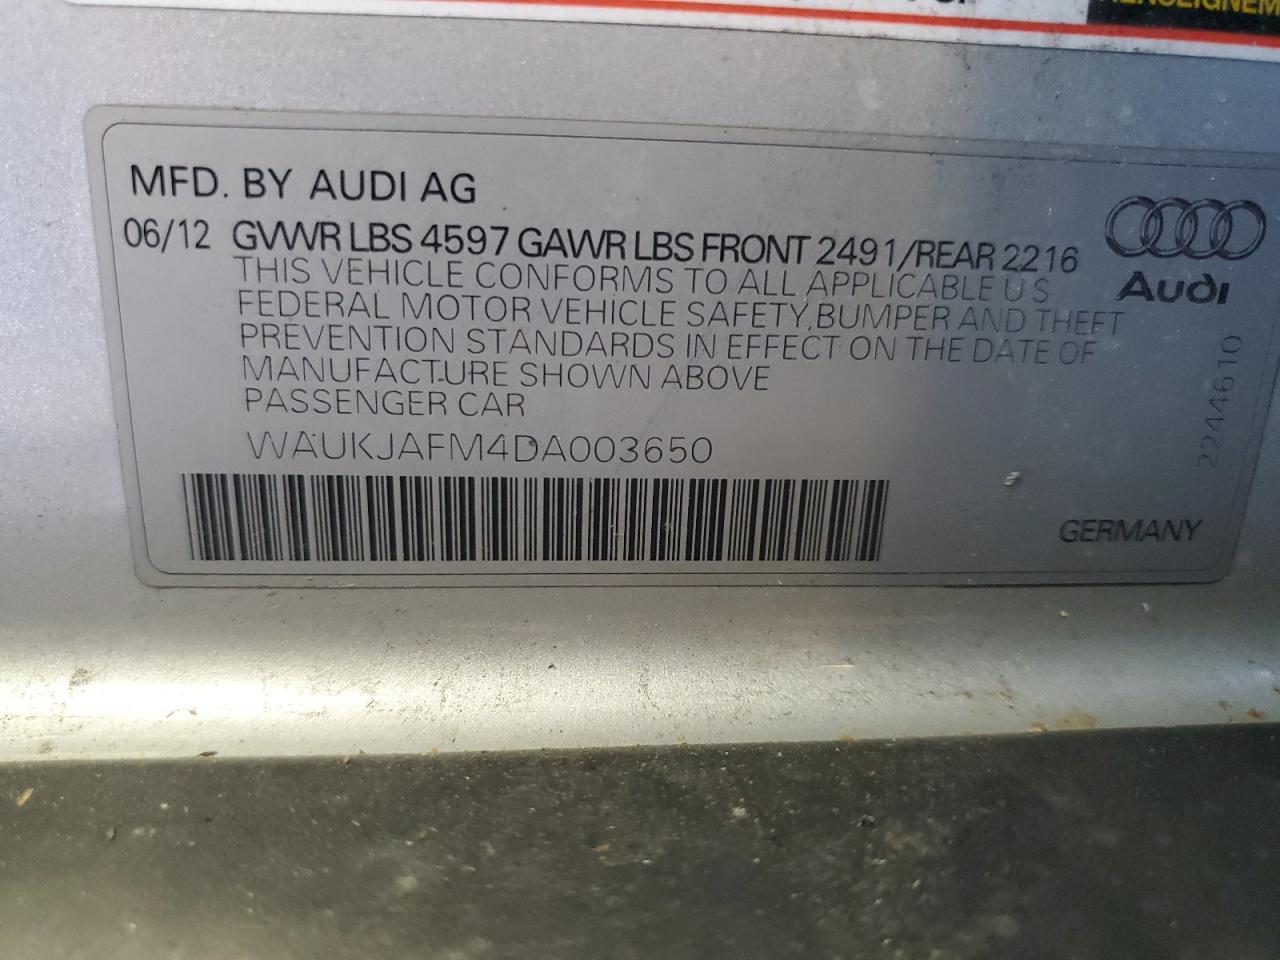 MFD. BY AUDI AG
06/12 GVWR LBS 4597 GAWR LBS FRONT 2491/REAR 2216
THIS VEHICLE CONFORMS TO ALL APPLICABLE U S
FEDERAL MOTOR VEHICLE SAFETY, BUMPER AND THEFT
PREVENTION STANDARDS IN EFFECT ON THE DATE OF
MANUFACTURE SHOWN ABOVE
PASSENGER CAR
WAUKJAFM4DA003650
Audi
2244610
GERMANY